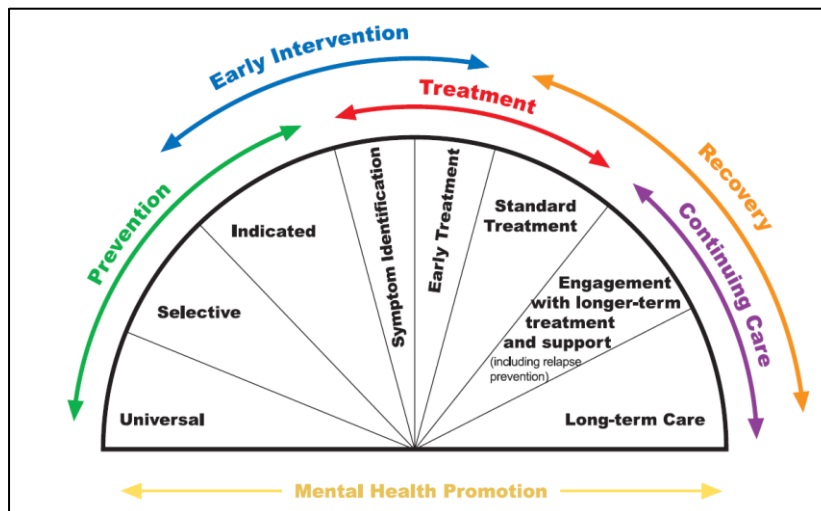 Early Intervention
Treatment
Prevention
Recovery
Continuing Care
Universal
Selective
Indicated
Symptom Identification
Early Treatment
Standard
Treatment
Engagement
with longer-term
treatment
and support
(including relapse
prevention)
Long-term Care
Mental Health Promotion